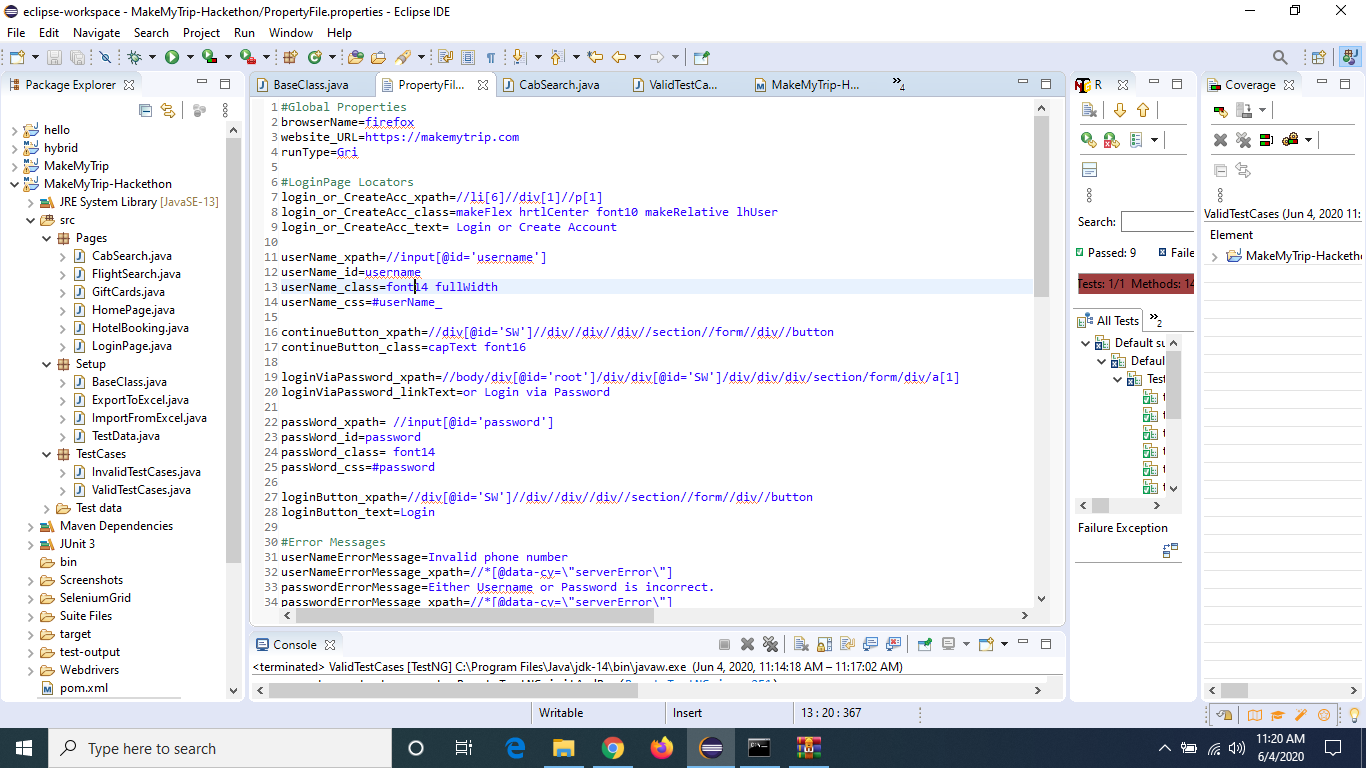 eclipse-workspace - MakeMyTrip-Hackethon/PropertyFile.properties - Eclipse IDE
File Edit Navigate Search Project Run Window Help
Package Explorer
hello
hybrid
MakeMyTrip
MakeMyTrip-Hackethon
JRE System Library [JavaSE-13]
src
Pages
CabSearch.java
FlightSearch.java
GiftCards.java
HomePage.java
HotelBooking.java
LoginPage.java
Setup
BaseClass.java
ExportToExcel.java
ImportFromExcel.java
TestData.java
TestCases
InvalidTestCases.java
ValidTestCases.java
Test data
Maven Dependencies
JUnit 3
bin
Screenshots
SeleniumGrid
Suite Files
target
test-output
Webdrivers
pom.xml
BaseClass.java PropertyFil... CabSearch.java ValidTestCa... MakeMyTrip-H... 4
1 #Global Properties
2 browserName=firefox
3 website_URL=https://makemytrip.com
4 runType=Gri
5
6 #LoginPage Locators
7 login_or_CreateAcc_xpath=//li[6]//div[1]//p[1]
8 login_or_CreateAcc_class=makeFlex hrtlCenter font10 makeRelative lhUser
9 login_or_CreateAcc_text= Login or Create Account
10
11 userName_xpath=//input[@id='username']
12 userName_id=username
13 userName_class=font14 fullWidth
14 userName_css=#userName_
15
16 continueButton_xpath=//div[@id='SW']//div//div//div//section//form//div//button
17 continueButton_class=capText font16
18
19 loginViaPassword_xpath=//body/div[@id='root']/div/div[@id='SW']/div/div/div/section/form/div/a[1]
20 loginViaPassword_linkText=or Login via Password
21
22 passWord_xpath= //input[@id='password']
23 passWord_id=password
24 passWord_class= font14
25 passWord_css=#password
26
27 loginButton_xpath=//div[@id='SW']//div//div//div//section//form//div//button
28 loginButton_text=Login
29
30 #Error Messages
31 userNameErrorMessage=Invalid phone number
32 userNameErrorMessage_xpath=//*[@data-cy=\"serverError\"]
33 passwordErrorMessage=Either Username or Password is incorrect.
34 passwordErrorMessage_xpath=//*[@data-cy=\"serverError\"]
Console
<terminated> ValidTestCases [TestNG] C:\Program Files\Java\jdk-14\bin\javaw.exe (Jun 4, 2020, 11:14:18 AM – 11:17:02 AM)
R
Search:
Passed: 9 Faile
Tests: 1/1 Methods: 14
All Tests 2
Default su
Defaul
Test
t
t
t
t
t
t
Failure Exception
Coverage
ValidTestCases (Jun 4, 2020 11:
Element
MakeMyTrip-Hackethon
Writable Insert 13 : 20 : 367
Type here to search
11:20 AM
6/4/2020